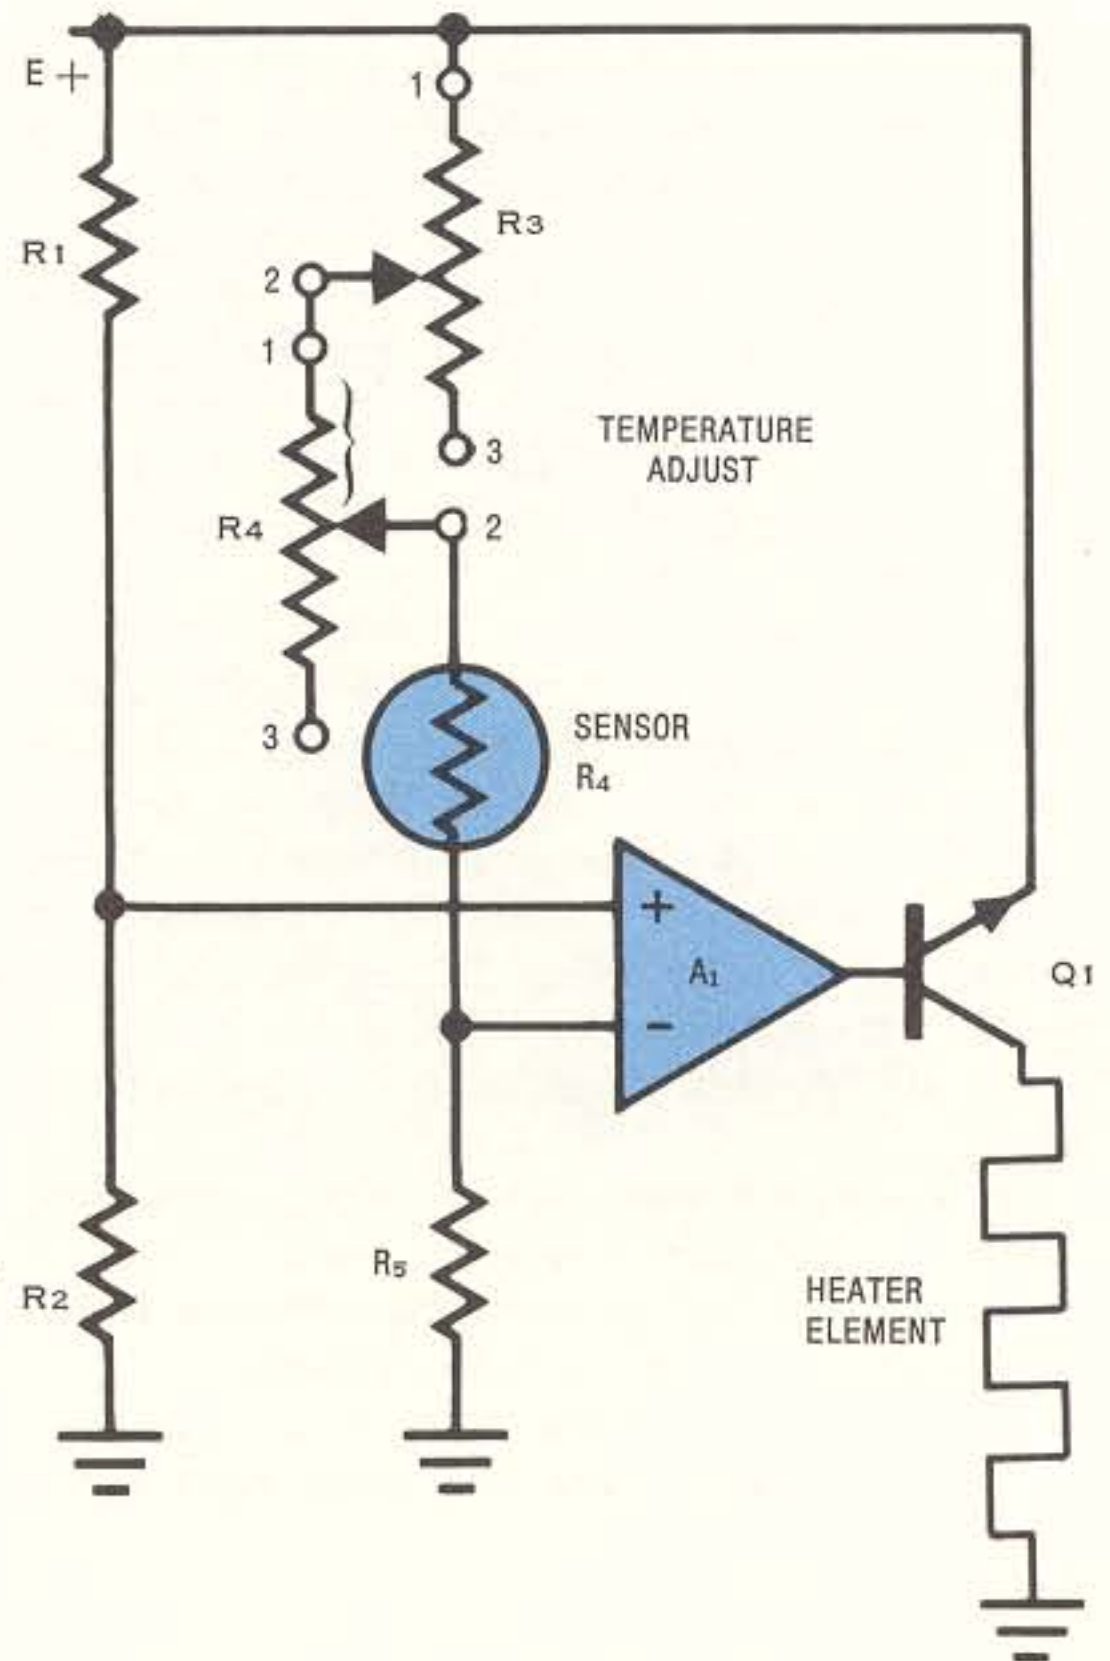 E +
1
R1
R3
2
1
3
TEMPERATURE
ADJUST
R4
2
3
SENSOR
R4
+
A1
−
Q1
R5
R2
HEATER
ELEMENT